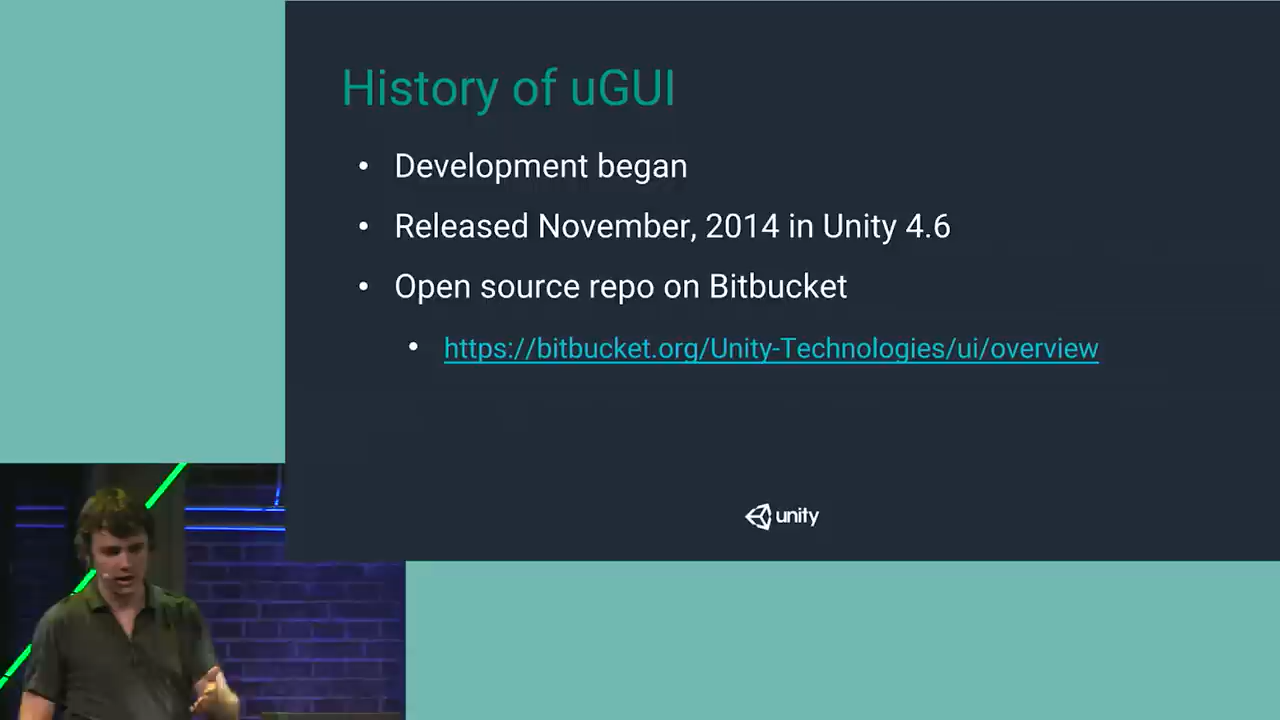 History of uGUI
• Development began
• Released November, 2014 in Unity 4.6
• Open source repo on Bitbucket
• https://bitbucket.org/Unity-Technologies/ui/overview
unity